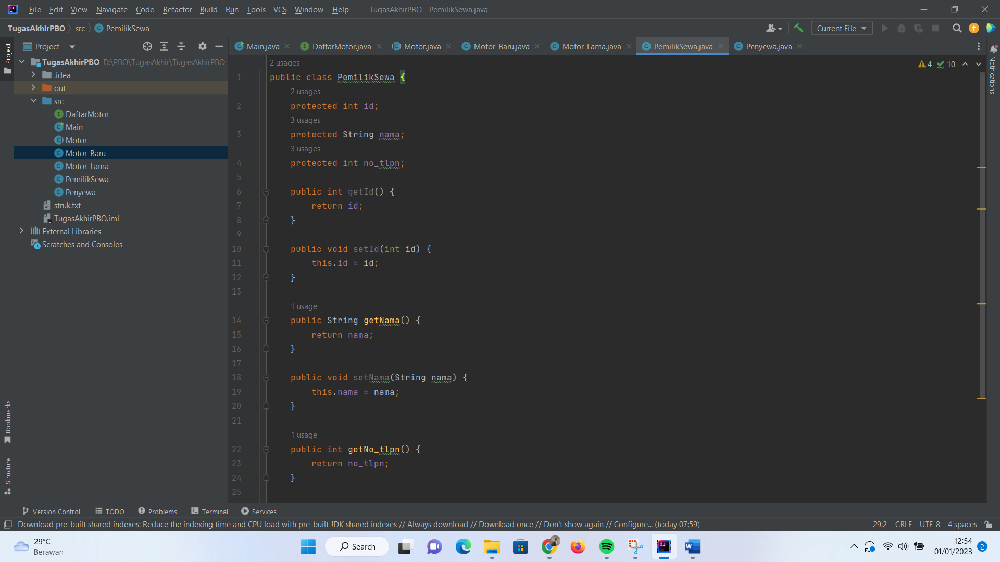 File Edit View Navigate Code Refactor Build Run Tools VCS Window Help TugasAkhirPBO - PemilikSewa.java
TugasAkhirPBO src PemilikSewa Current File
Project Main.java DaftarMotor.java Motor.java Motor_Baru.java Motor_Lama.java PemilikSewa.java Penyewa.java
Project
Notifications
TugasAkhirPBO D:\PBO\TugasAkhir\TugasAkhirPBO
.idea
out
src
DaftarMotor
Main
Motor
Motor_Baru
Motor_Lama
PemilikSewa
Penyewa
struk.txt
TugasAkhirPBO.iml
External Libraries
Scratches and Consoles
Bookmarks
Structure
2 usages
4 10
1 public class PemilikSewa {
2 usages
2 protected int id;
3 usages
3 protected String nama;
3 usages
4 protected int no_tlpn;
5
6 public int getId() {
7 return id;
8 }
9
10 public void setId(int id) {
11 this.id = id;
12 }
13
1 usage
14 public String getNama() {
15 return nama;
16 }
17
18 public void setNama(String nama) {
19 this.nama = nama;
20 }
21
1 usage
22 public int getNo_tlpn() {
23 return no_tlpn;
24 }
25
Version Control TODO Problems Terminal Services
Download pre-built shared indexes: Reduce the indexing time and CPU load with pre-built JDK shared indexes // Always download // Download once // Don't show again // Configure... (today 07:59) 29:2 CRLF UTF-8 4 spaces
29°C
Berawan
Search
12:54
01/01/2023
2